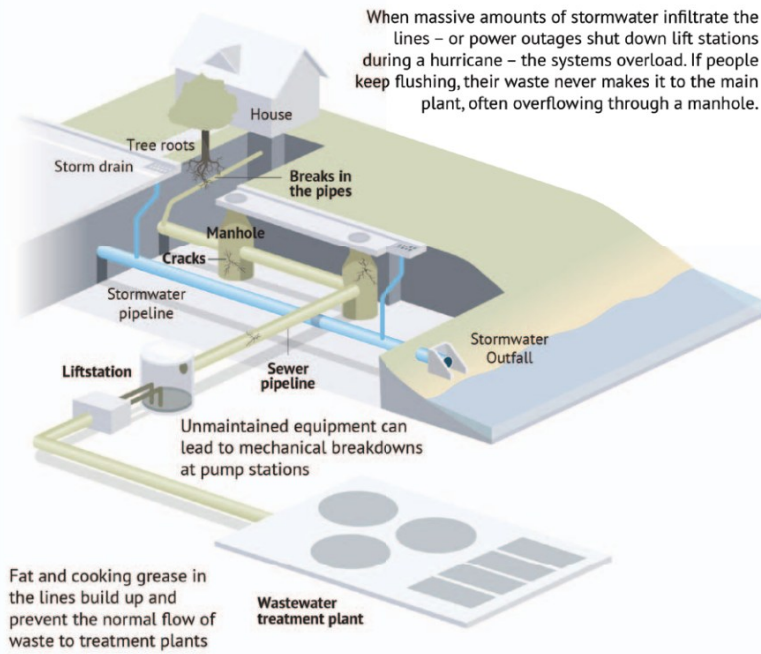 When massive amounts of stormwater infiltrate the
lines – or power outages shut down lift stations
during a hurricane – the systems overload. If people
keep flushing, their waste never makes it to the main
plant, often overflowing through a manhole.
House
Tree roots
Storm drain
Breaks in
the pipes
Manhole
Cracks
Stormwater
pipeline
Stormwater
Outfall
Liftstation
Sewer
pipeline
Unmaintained equipment can
lead to mechanical breakdowns
at pump stations
Fat and cooking grease in
the lines build up and
prevent the normal flow of
waste to treatment plants
Wastewater
treatment plant